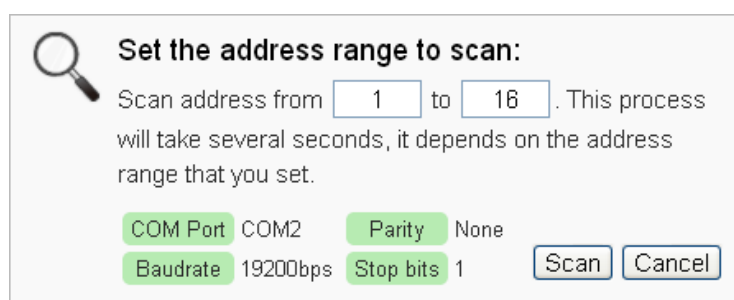 Set the address range to scan:
Scan address from 1 to 16 . This process
will take several seconds, it depends on the address
range that you set.
COM Port COM2 Parity None
Baudrate 19200bps Stop bits 1 Scan Cancel